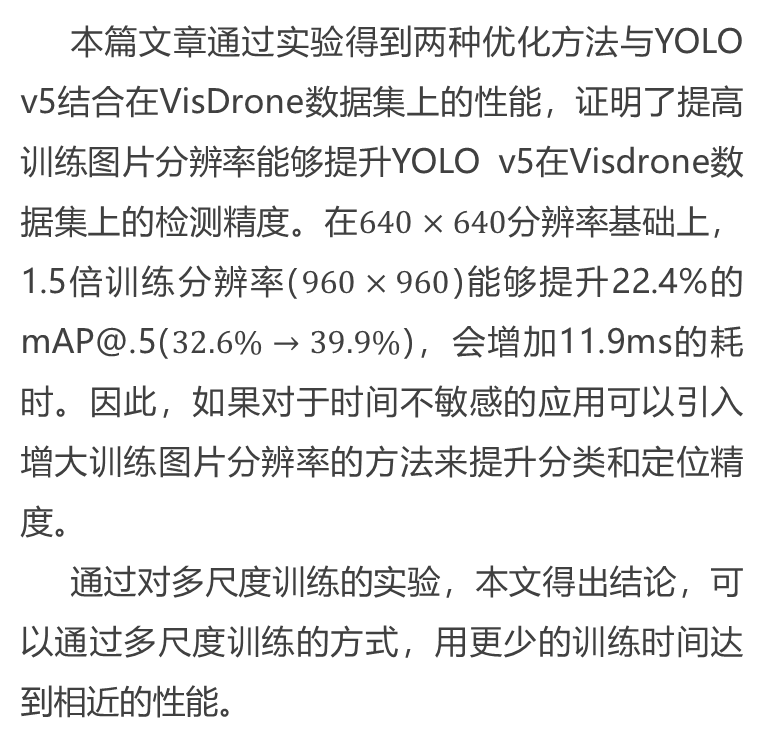 本篇文章通过实验得到两种优化方法与YOLO
v5结合在VisDrone数据集上的性能，证明了提高
训练图片分辨率能够提升YOLO v5在Visdrone数
据集上的检测精度。在640 × 640分辨率基础上，
1.5倍训练分辨率(960 × 960)能够提升22.4%的
mAP@.5(32.6% → 39.9%)，会增加11.9ms的耗
时。因此，如果对于时间不敏感的应用可以引入
增大训练图片分辨率的方法来提升分类和定位精
度。
通过对多尺度训练的实验，本文得出结论，可
以通过多尺度训练的方式，用更少的训练时间达
到相近的性能。